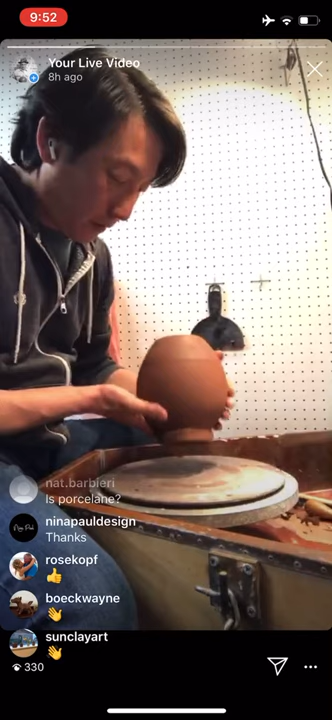 9:52
Your Live Video
8h ago
nat.barbieri
Is porcelane?
ninapauldesign
Thanks
rosekopf
👍
boeckwayne
👋
sunclayart
👋
330